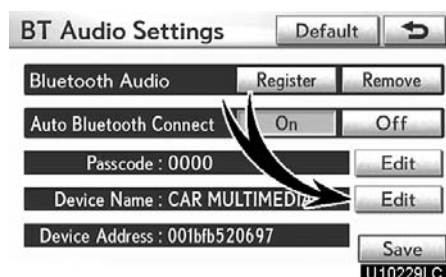 BT Audio Settings Default
Bluetooth Audio Register Remove
Auto Bluetooth Connect On Off
Passcode : 0000 Edit
Device Name : CAR MULTIMEDIA Edit
Device Address : 001bfb520697
Save
U10229LC